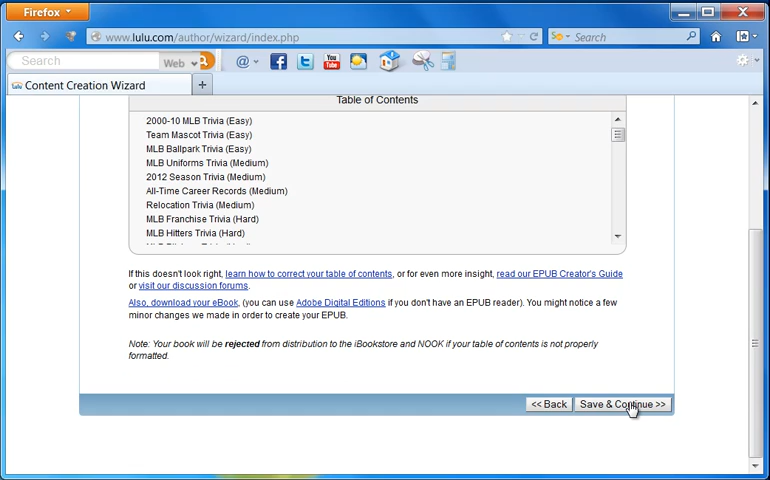 Firefox
www.lulu.com/author/wizard/index.php
Search
Search
Web
@
You
Tube
Content Creation Wizard
Table of Contents
2000-10 MLB Trivia (Easy)
Team Mascot Trivia (Easy)
MLB Ballpark Trivia (Easy)
MLB Uniforms Trivia (Medium)
2012 Season Trivia (Medium)
All-Time Career Records (Medium)
Relocation Trivia (Medium)
MLB Franchise Trivia (Hard)
MLB Hitters Trivia (Hard)
If this doesn't look right, learn how to correct your table of contents, or for even more insight, read our EPUB Creator's Guide
or visit our discussion forums.
Also, download your eBook, (you can use Adobe Digital Editions if you don't have an EPUB reader). You might notice a few
minor changes we made in order to create your EPUB.
Note: Your book will be rejected from distribution to the iBookstore and NOOK if your table of contents is not properly
formatted.
<< Back
Save & Continue >>